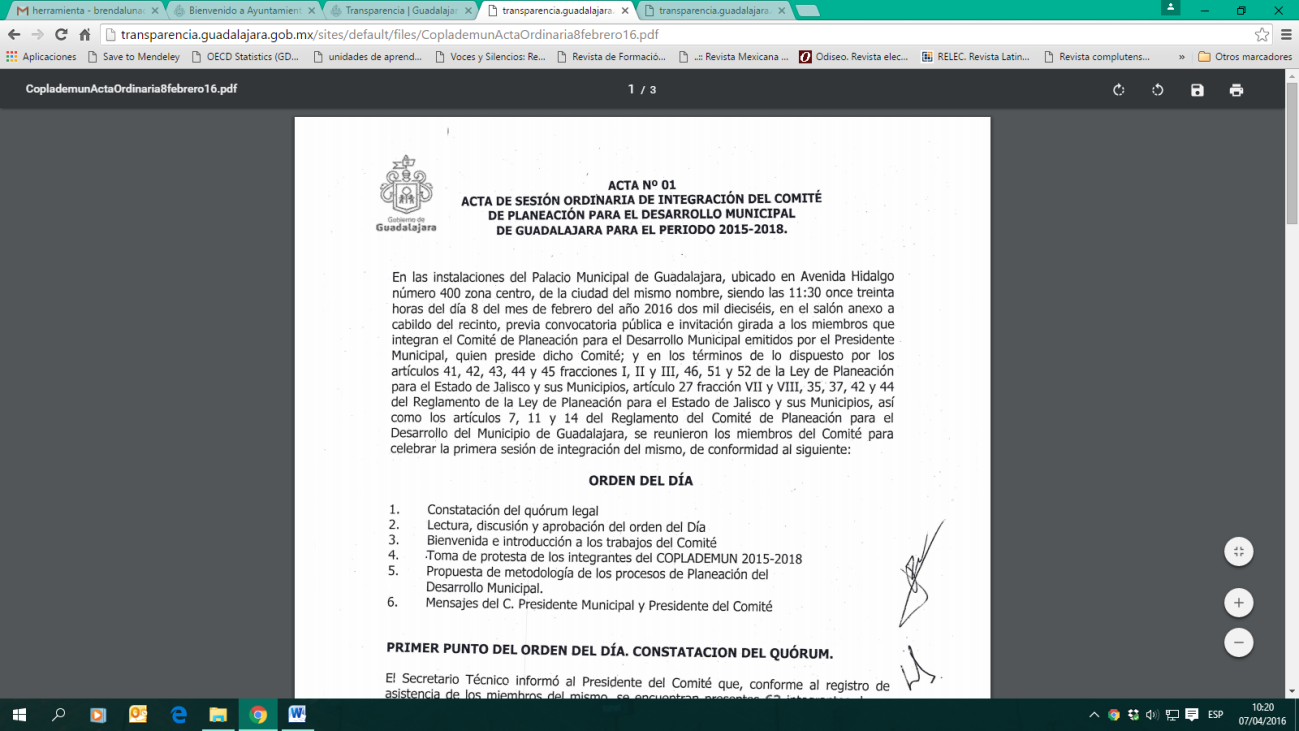 herramienta - brendaluna
Bienvenido a Ayuntamien
Transparencia | Guadalaja
transparencia.guadalajara.
transparencia.guadalajara.
transparencia.guadalajara.gob.mx/sites/default/files/CoplademunActaOrdinaria8febrero16.pdf
Aplicaciones
Save to Mendeley
OECD Statistics (GD...
unidades de aprend...
Voces y Silencios: Re...
Revista de Formació...
..:: Revista Mexicana ...
Odiseo. Revista elec...
RELEC. Revista Latin...
Revista complutens...
»
Otros marcadores
CoplademunActaOrdinaria8febrero16.pdf
1 / 3
Gobierno de
Guadalajara
ACTA Nº 01
ACTA DE SESIÓN ORDINARIA DE INTEGRACIÓN DEL COMITÉ
DE PLANEACIÓN PARA EL DESARROLLO MUNICIPAL
DE GUADALAJARA PARA EL PERIODO 2015-2018.
En las instalaciones del Palacio Municipal de Guadalajara, ubicado en Avenida Hidalgo
número 400 zona centro, de la ciudad del mismo nombre, siendo las 11:30 once treinta
horas del día 8 del mes de febrero del año 2016 dos mil dieciséis, en el salón anexo a
cabildo del recinto, previa convocatoria pública e invitación girada a los miembros que
integran el Comité de Planeación para el Desarrollo Municipal emitidos por el Presidente
Municipal, quien preside dicho Comité; y en los términos de lo dispuesto por los
artículos 41, 42, 43, 44 y 45 fracciones I, II y III, 46, 51 y 52 de la Ley de Planeación
para el Estado de Jalisco y sus Municipios, artículo 27 fracción VII y VIII, 35, 37, 42 y 44
del Reglamento de la Ley de Planeación para el Estado de Jalisco y sus Municipios, así
como los artículos 7, 11 y 14 del Reglamento del Comité de Planeación para el
Desarrollo del Municipio de Guadalajara, se reunieron los miembros del Comité para
celebrar la primera sesión de integración del mismo, de conformidad al siguiente:
ORDEN DEL DÍA
1. Constatación del quórum legal
2. Lectura, discusión y aprobación del orden del Día
3. Bienvenida e introducción a los trabajos del Comité
4. Toma de protesta de los integrantes del COPLADEMUN 2015-2018
5. Propuesta de metodología de los procesos de Planeación del
Desarrollo Municipal.
6. Mensajes del C. Presidente Municipal y Presidente del Comité
PRIMER PUNTO DEL ORDEN DEL DÍA. CONSTATACION DEL QUÓRUM.
El Secretario Técnico informó al Presidente del Comité que, conforme al registro de
asistencia de los miembros del mismo, se encuentran presentes 62 integrantes
ESP
10:20
07/04/2016